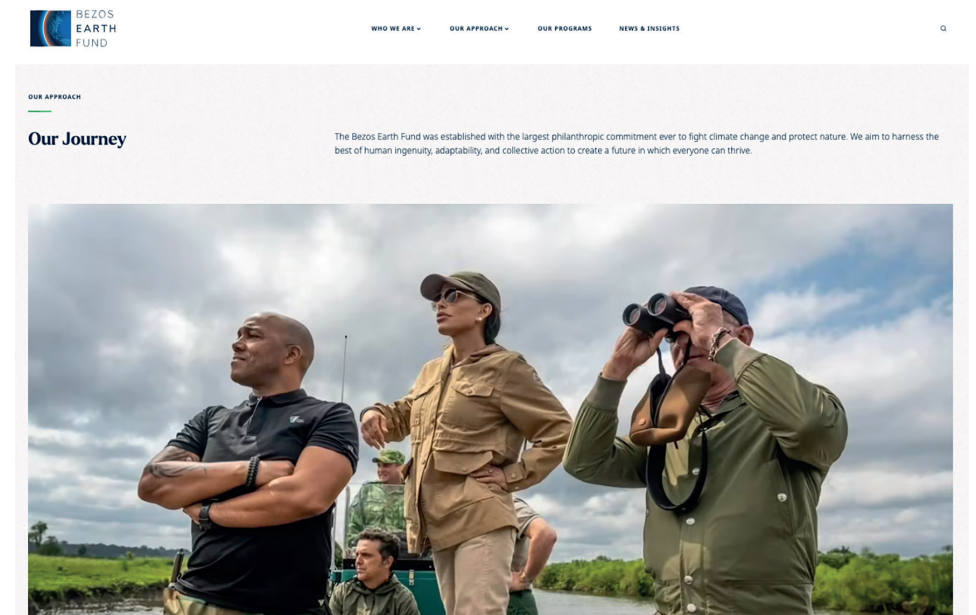 BEZOS
EARTH
FUND
WHO WE ARE
OUR APPROACH
OUR PROGRAMS
NEWS & INSIGHTS
OUR APPROACH
Our Journey
The Bezos Earth Fund was established with the largest philanthropic commitment ever to fight climate change and protect nature. We aim to harness the
best of human ingenuity, adaptability, and collective action to create a future in which everyone can thrive.